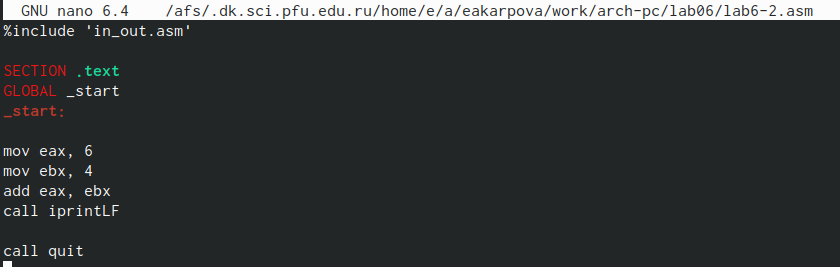 GNU nano 6.4    /afs/.dk.sci.pfu.edu.ru/home/e/a/eakarpova/work/arch-pc/lab06/lab6-2.asm
%include 'in_out.asm'
SECTION .text
GLOBAL _start
_start:
mov eax, 6
mov ebx, 4
add eax, ebx
call iprintLF
call quit